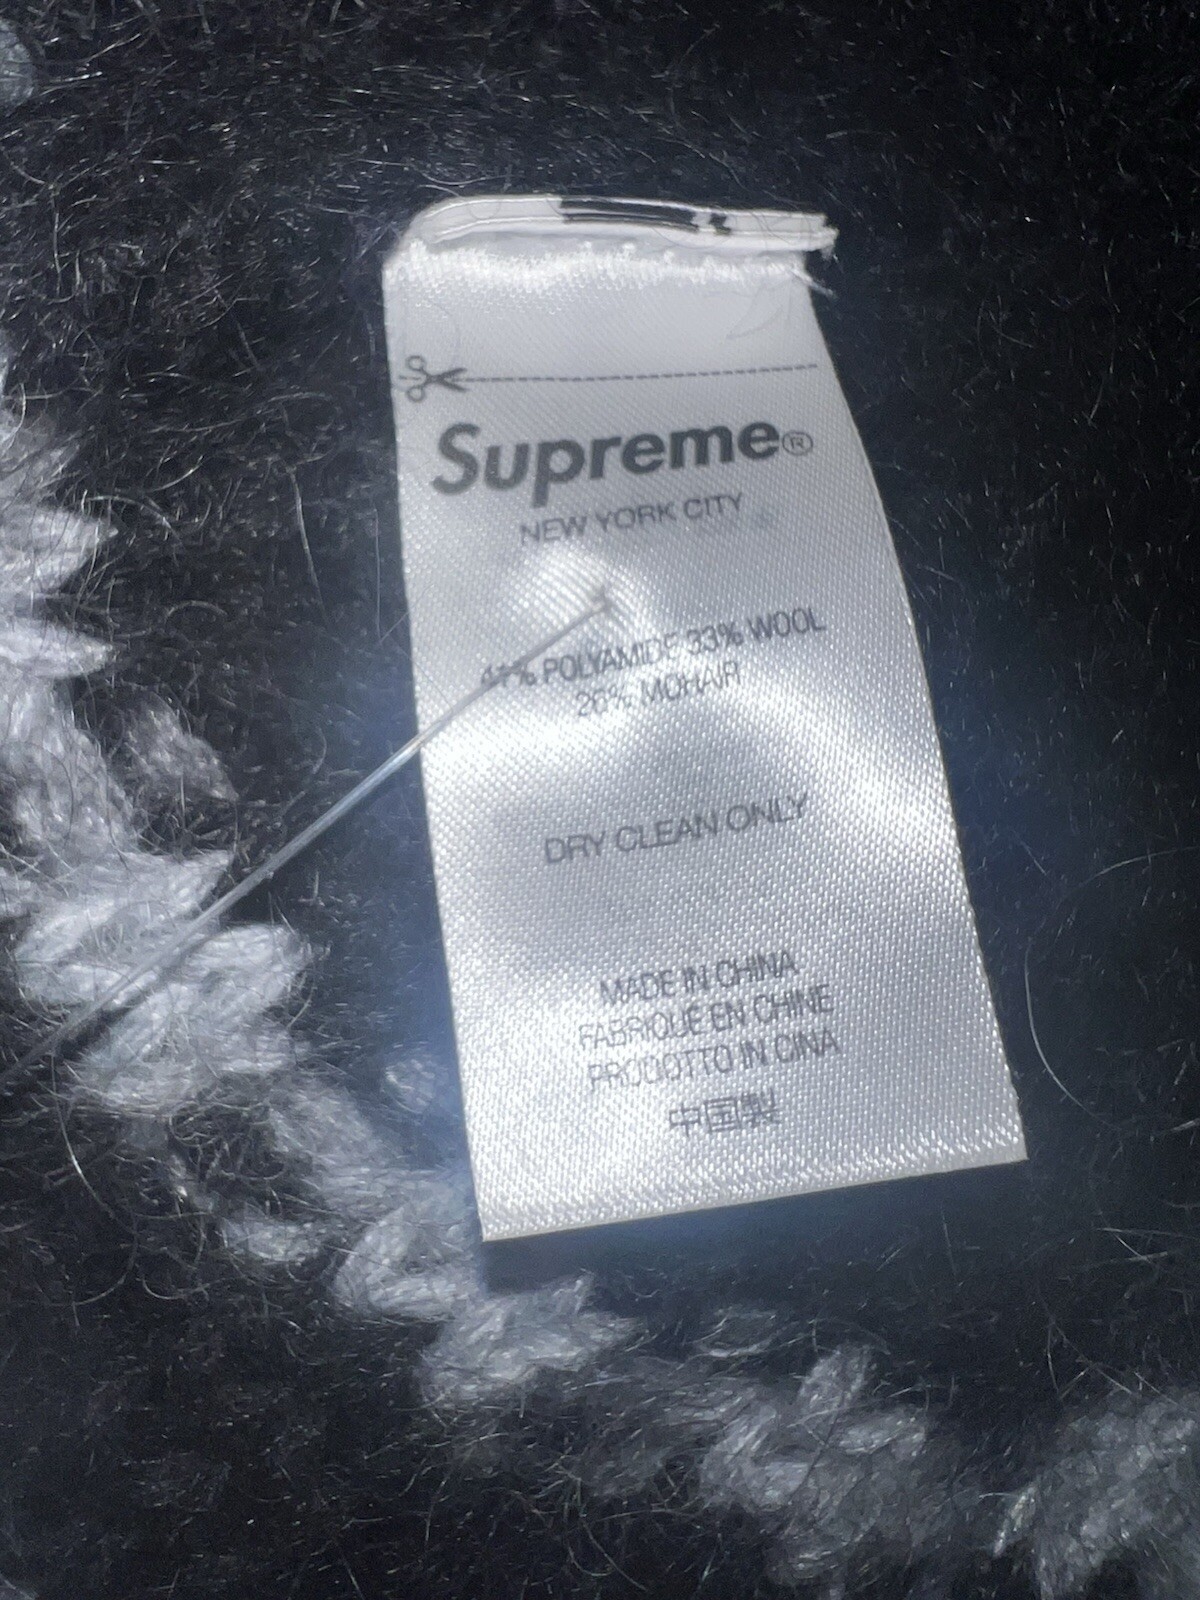 Supreme®
NEW YORK CITY
41% POLYAMIDE 33% WOOL
26% MOHAIR
DRY CLEAN ONLY
MADE IN CHINA
FABRIQUE EN CHINE
PRODOTTO IN CINA
中国製